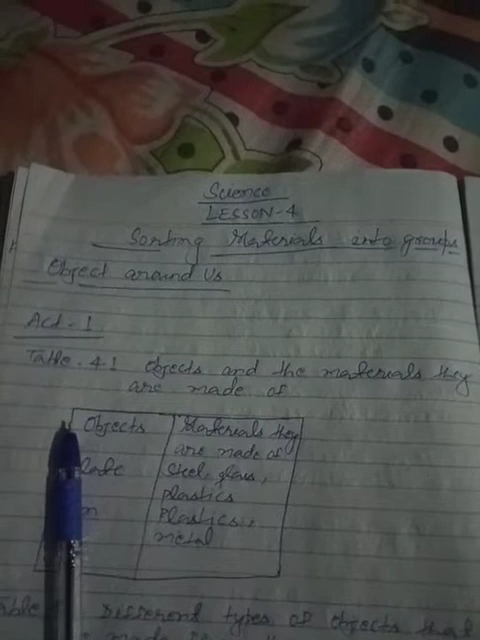 Science
LESSON-4
Sorting Materials into groups
Object around us
Act-1
Table-4.1 Objects and the materials they
are made of
Objects
Materials they
are made of
Steel, glass,
plastics
Plastics,
metal
Different types of objects that